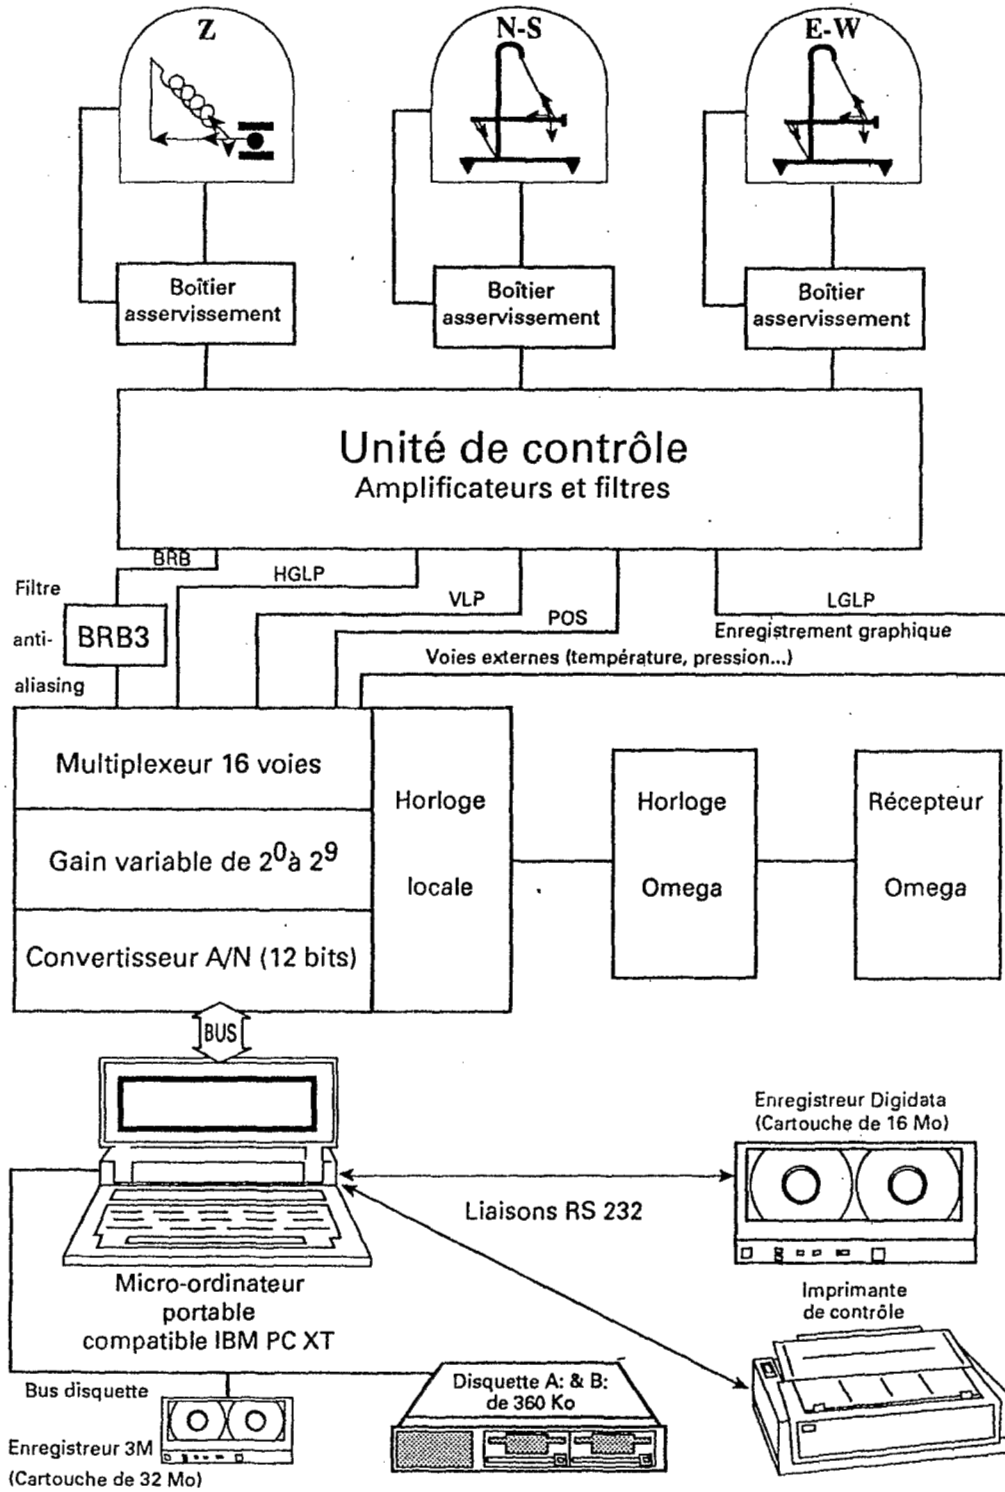 Z
N-S
E-W
Boîtier
asservissement
Boîtier
asservissement
Boîtier
asservissement
Unité de contrôle
Amplificateurs et filtres
BRB
HGLP
VLP
POS
LGLP
Enregistrement graphique
Voies externes (température, pression...)
Filtre
anti-
aliasing
BRB3
Multiplexeur 16 voies
Gain variable de 2⁰à 2⁹
Convertisseur A/N (12 bits)
Horloge
locale
Horloge
Omega
Récepteur
Omega
BUS
Enregistreur Digidata
(Cartouche de 16 Mo)
Liaisons RS 232
Micro-ordinateur
portable
compatible IBM PC XT
Imprimante
de contrôle
Bus disquette
Disquette A: & B:
de 360 Ko
Enregistreur 3M
(Cartouche de 32 Mo)